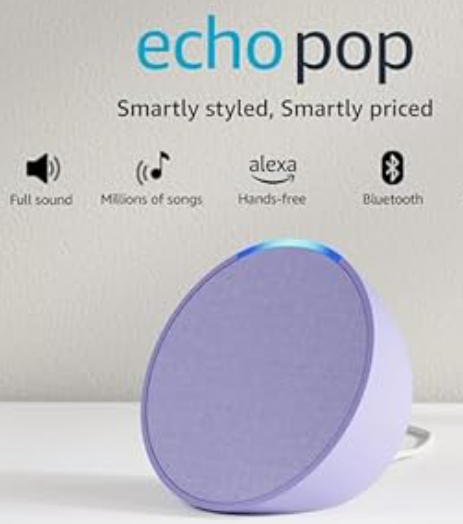 echo pop
Smartly styled, Smartly priced
Full sound
Millions of songs
alexa
Hands-free
Bluetooth